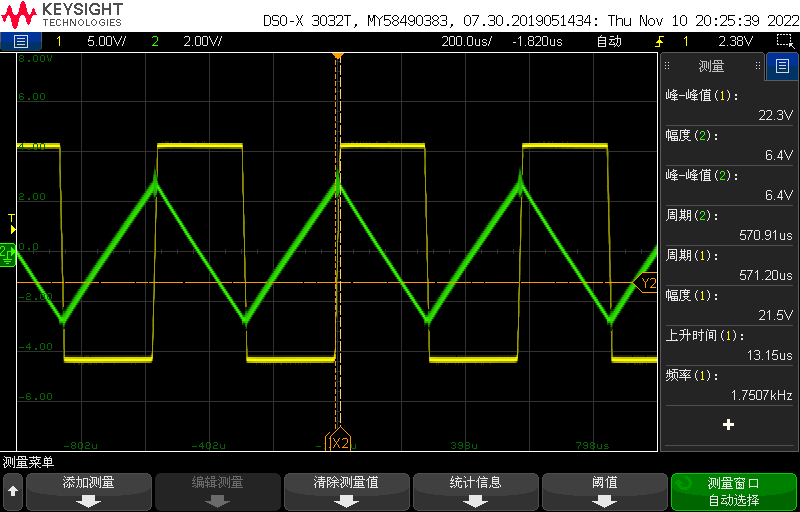 KEYSIGHT
TECHNOLOGIES
DSO-X 3032T, MY58490383, 07.30.2019051434: Thu Nov 10 20:25:39 2022
1 5.00V/ 2 2.00V/ 200.0us/ -1.820us 自动 1 2.38V
8.00V
6.00
4.00
2.00
0.0
-2.00
-4.00
-6.00
T
2
Y2
X2
-802u -402u 398u 798us
测量
峰-峰值(1):
22.3V
幅度(2):
6.4V
峰-峰值(2):
6.4V
周期(2):
570.91us
周期(1):
571.20us
幅度(1):
21.5V
上升时间(1):
13.15us
频率(1):
1.7507kHz
测量菜单
添加测量
编辑测量
清除测量值
统计信息
阈值
测量窗口
自动选择